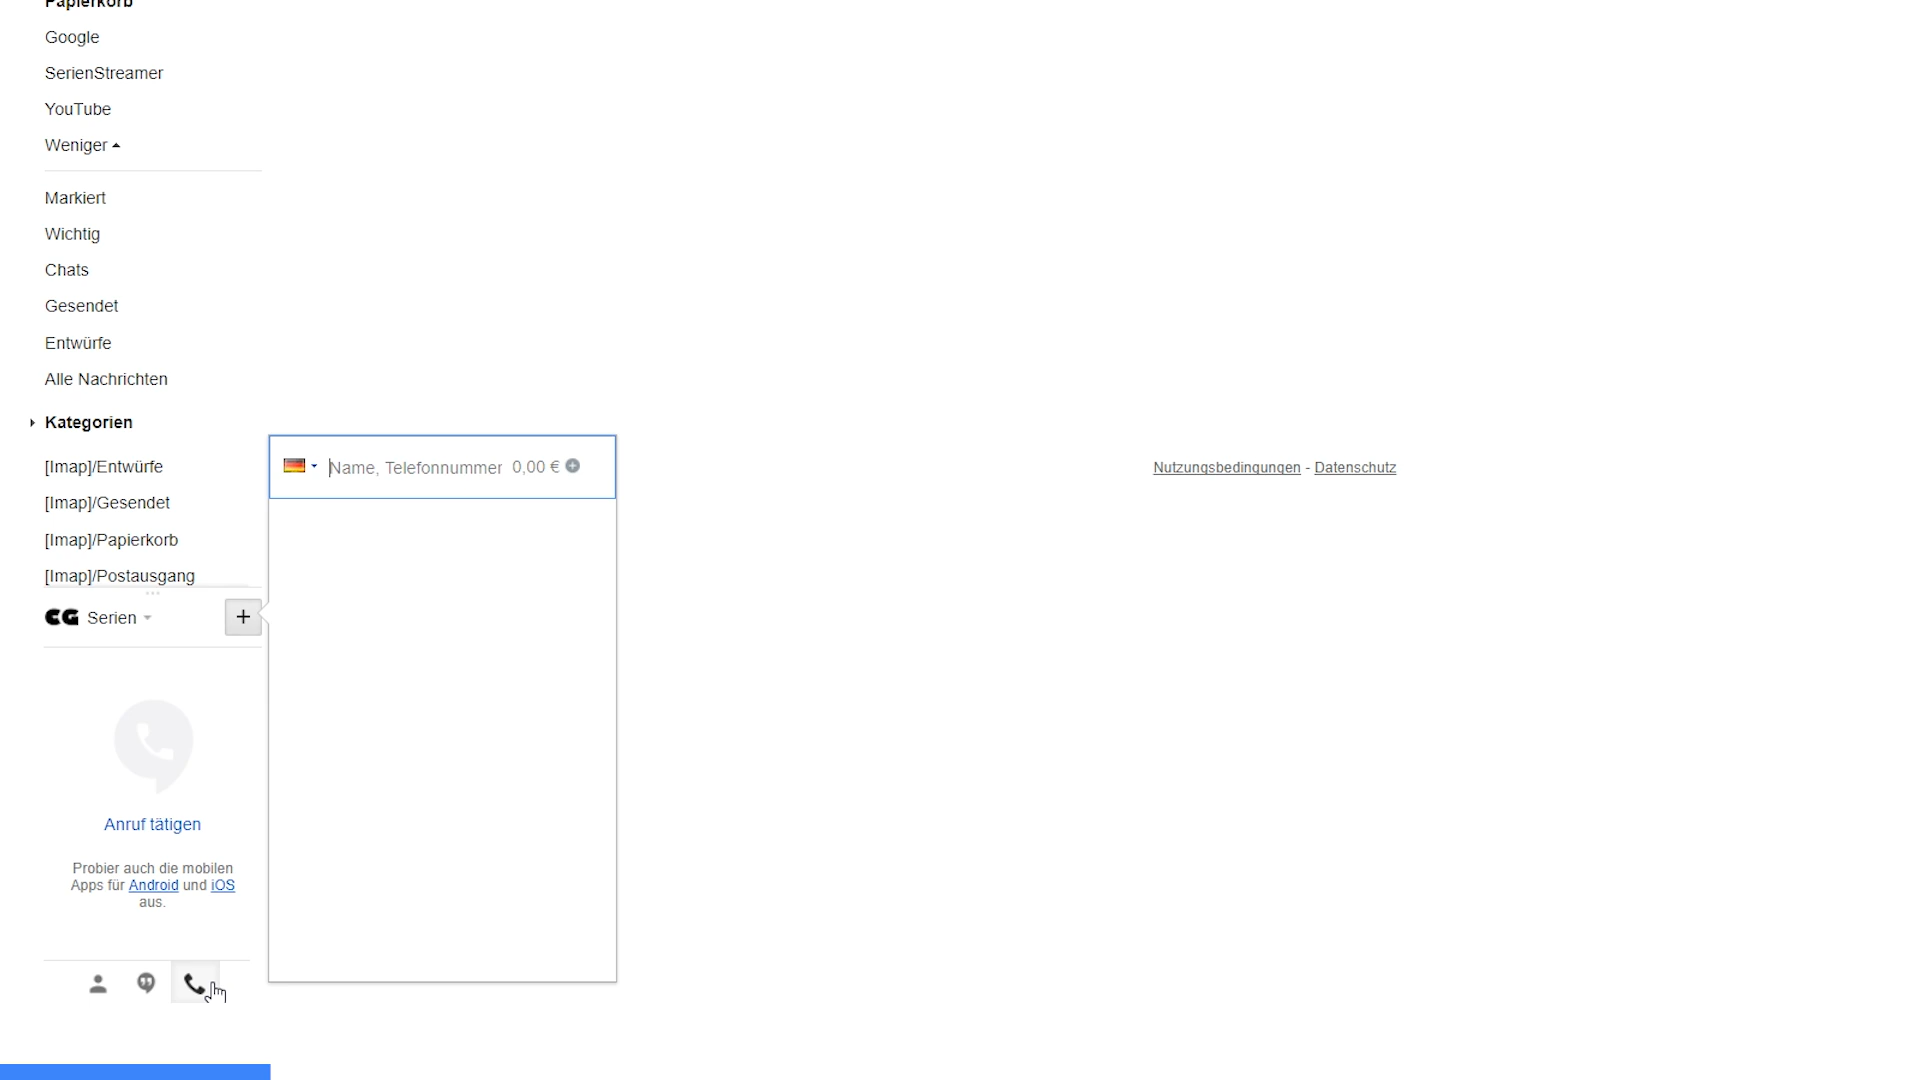 Papierkorb
Google
SerienStreamer
YouTube
Weniger
Markiert
Wichtig
Chats
Gesendet
Entwürfe
Alle Nachrichten
Kategorien
[Imap]/Entwürfe
[Imap]/Gesendet
[Imap]/Papierkorb
[Imap]/Postausgang
CG Serien
+
Anruf tätigen
Probier auch die mobilen
Apps für Android und iOS
aus.
Name, Telefonnummer 0,00 €
Nutzungsbedingungen - Datenschutz